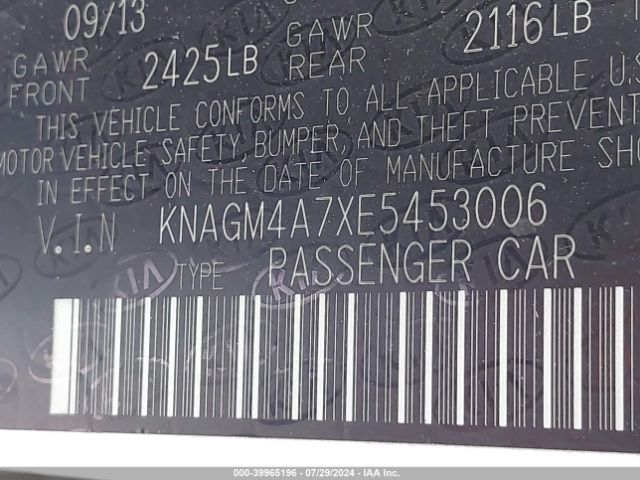 09/13
GAWR FRONT 2425LB GAWR REAR 2116LB
THIS VEHICLE CONFORMS TO ALL APPLICABLE U.S
MOTOR VEHICLE SAFETY, BUMPER, AND THEFT PREVENT
IN EFFECT ON THE DATE OF MANUFACTURE SHO
V.I.N KNAGM4A7XE5453006
TYPE PASSENGER CAR
KIA
000-39965196 - 07/29/2024 - IAA Inc.